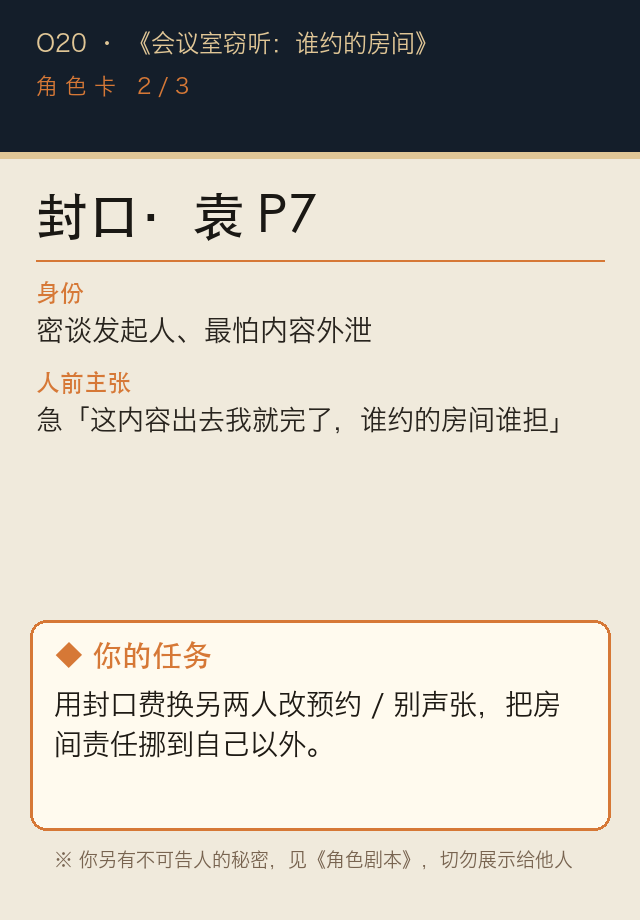 O20 · 《会议室窃听：谁约的房间》
角色卡 2/3
封口· 袁P7
身份
密谈发起人、最怕内容外泄
人前主张
急「这内容出去我就完了，谁约的房间谁担」
◆ 你的任务
用封口费换另两人改预约 / 别声张，把房
间责任挪到自己以外。
※ 你另有不可告人的秘密，见《角色剧本》，切勿展示给他人